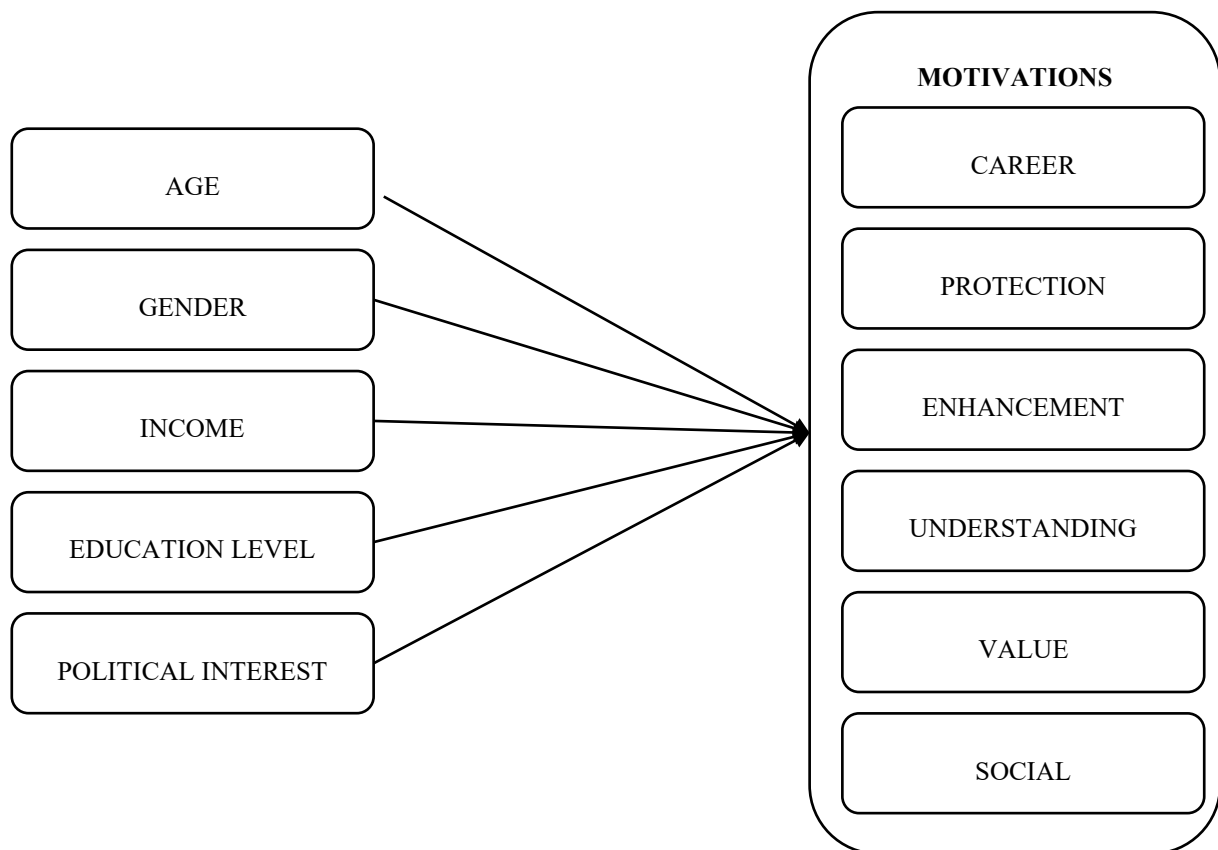 AGE
GENDER
INCOME
EDUCATION LEVEL
POLITICAL INTEREST
MOTIVATIONS
CAREER
PROTECTION
ENHANCEMENT
UNDERSTANDING
VALUE
SOCIAL